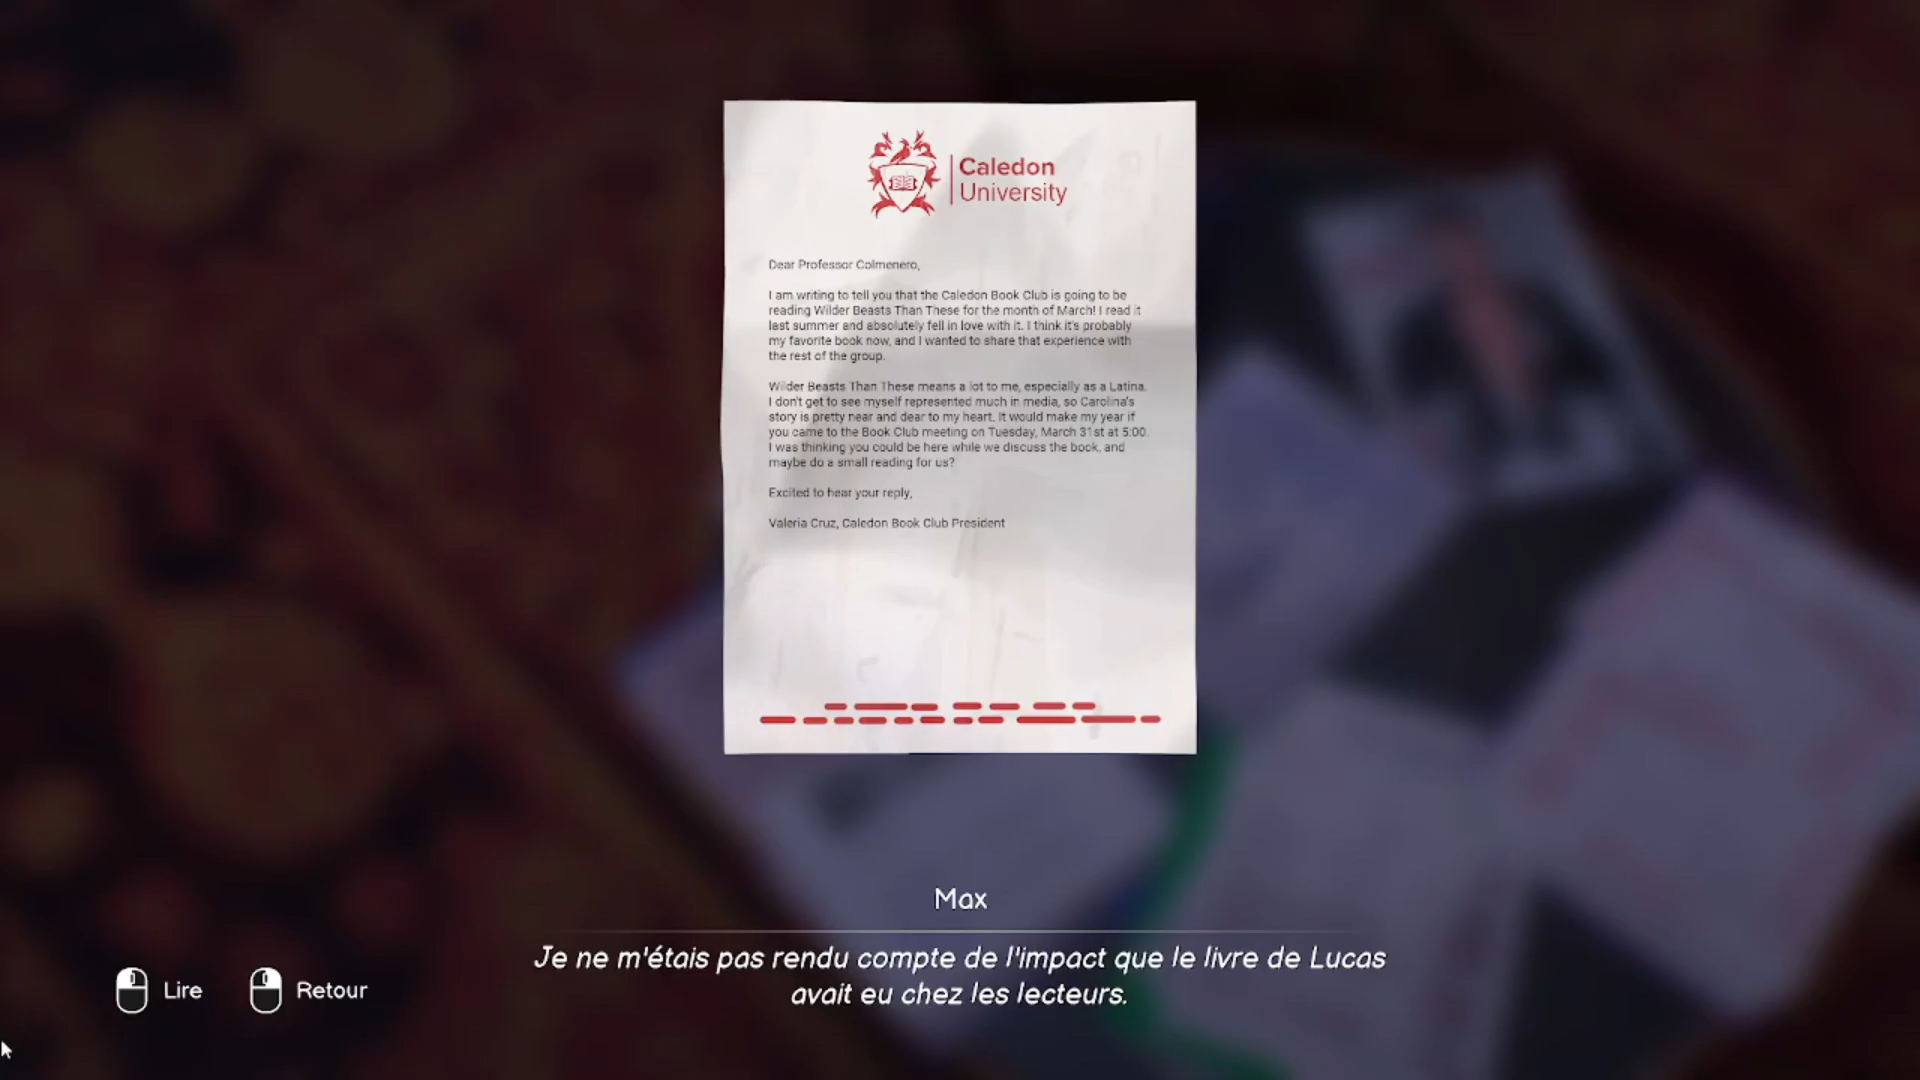 Caledon
University
Dear Professor Colmenero,
I am writing to tell you that the Caledon Book Club is going to be
reading Wilder Beasts Than These for the month of March! I read it
last summer and absolutely fell in love with it. I think it's probably
my favorite book now, and I wanted to share that experience with
the rest of the group.
Wilder Beasts Than These means a lot to me, especially as a Latina.
I don't get to see myself represented much in media, so Carolina's
story is pretty near and dear to my heart. It would make my year if
you came to the Book Club meeting on Tuesday, March 31st at 5:00.
I was thinking you could be here while we discuss the book, and
maybe do a small reading for us?
Excited to hear your reply,
Valeria Cruz, Caledon Book Club President
Max
Je ne m'étais pas rendu compte de l'impact que le livre de Lucas
avait eu chez les lecteurs.
Lire
Retour